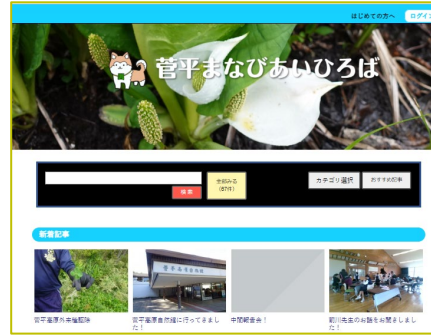 はじめての方へ ログイン
菅平まなびあいひろば
検索
全部みる
(67件)
カテゴリ選択
おすすめ記事
新着記事
菅平高原外来種駆除
菅平高原自然館に行ってきました！
中間報告会！
前川先生のお話をお聞きしました！